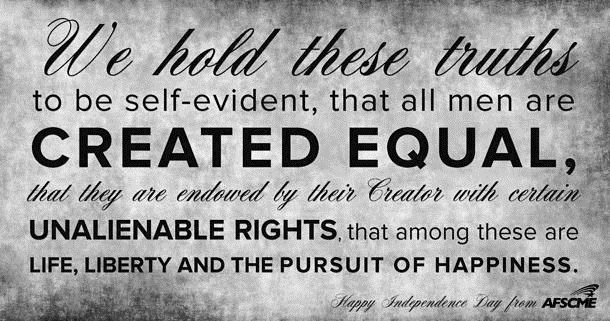 We hold these truths
to be self-evident, that all men are
CREATED EQUAL,
that they are endowed by their Creator with certain
UNALIENABLE RIGHTS, that among these are
LIFE, LIBERTY AND THE PURSUIT OF HAPPINESS.
Happy Independence Day from AFSCME